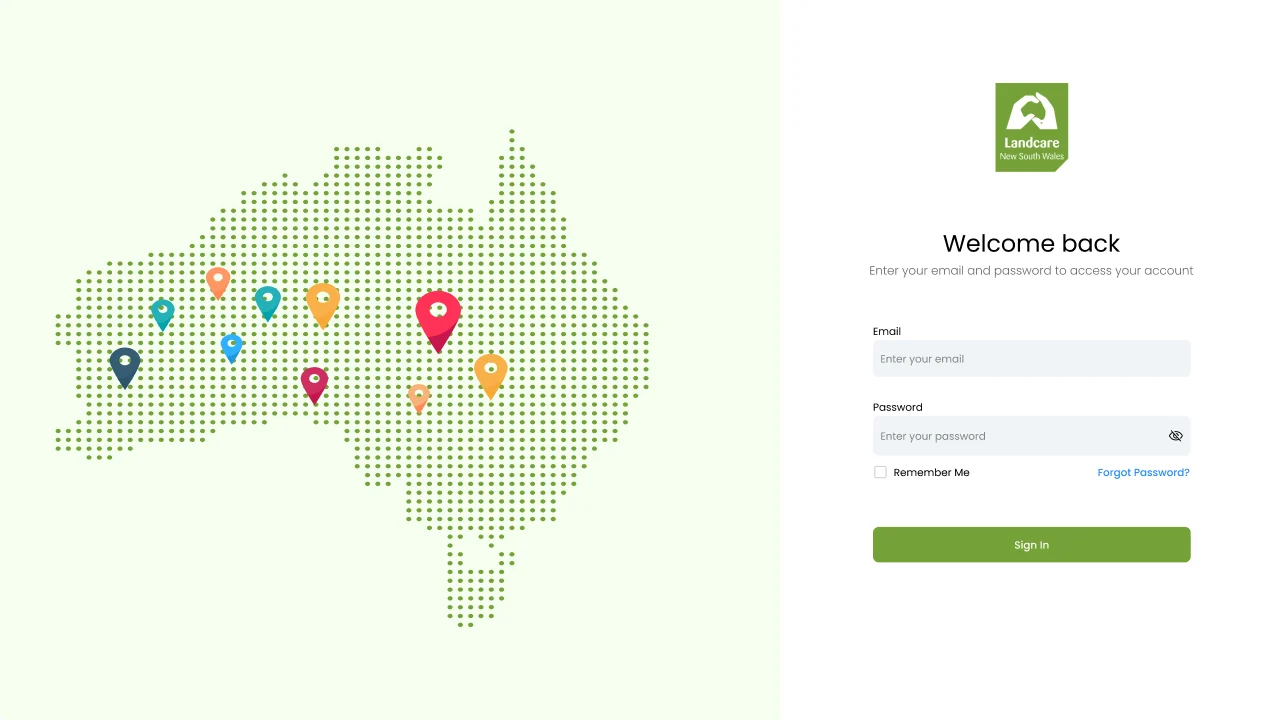 Landcare
New South Wales
Welcome back
Enter your email and password to access your account
Email
Enter your email
Password
Enter your password
Remember Me
Forgot Password?
Sign In